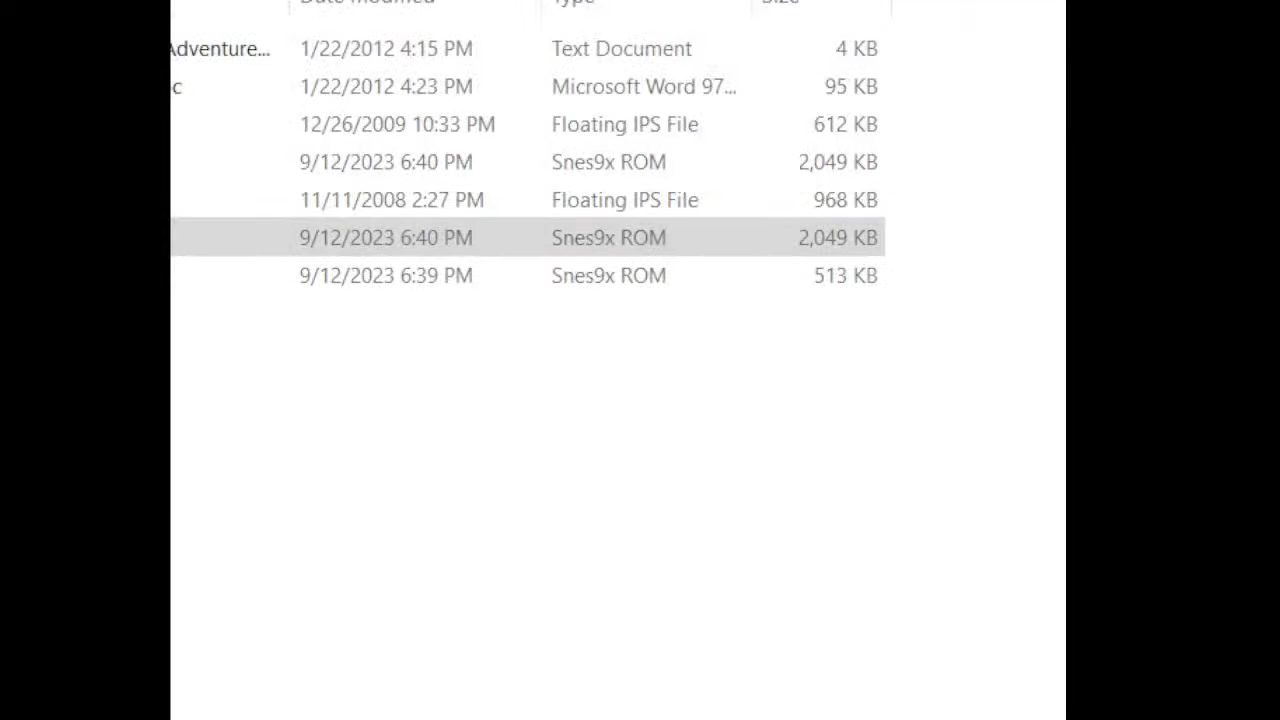 Date modified Type Size
Adventure... 1/22/2012 4:15 PM Text Document 4 KB
c 1/22/2012 4:23 PM Microsoft Word 97... 95 KB
12/26/2009 10:33 PM Floating IPS File 612 KB
9/12/2023 6:40 PM Snes9x ROM 2,049 KB
11/11/2008 2:27 PM Floating IPS File 968 KB
9/12/2023 6:40 PM Snes9x ROM 2,049 KB
9/12/2023 6:39 PM Snes9x ROM 513 KB